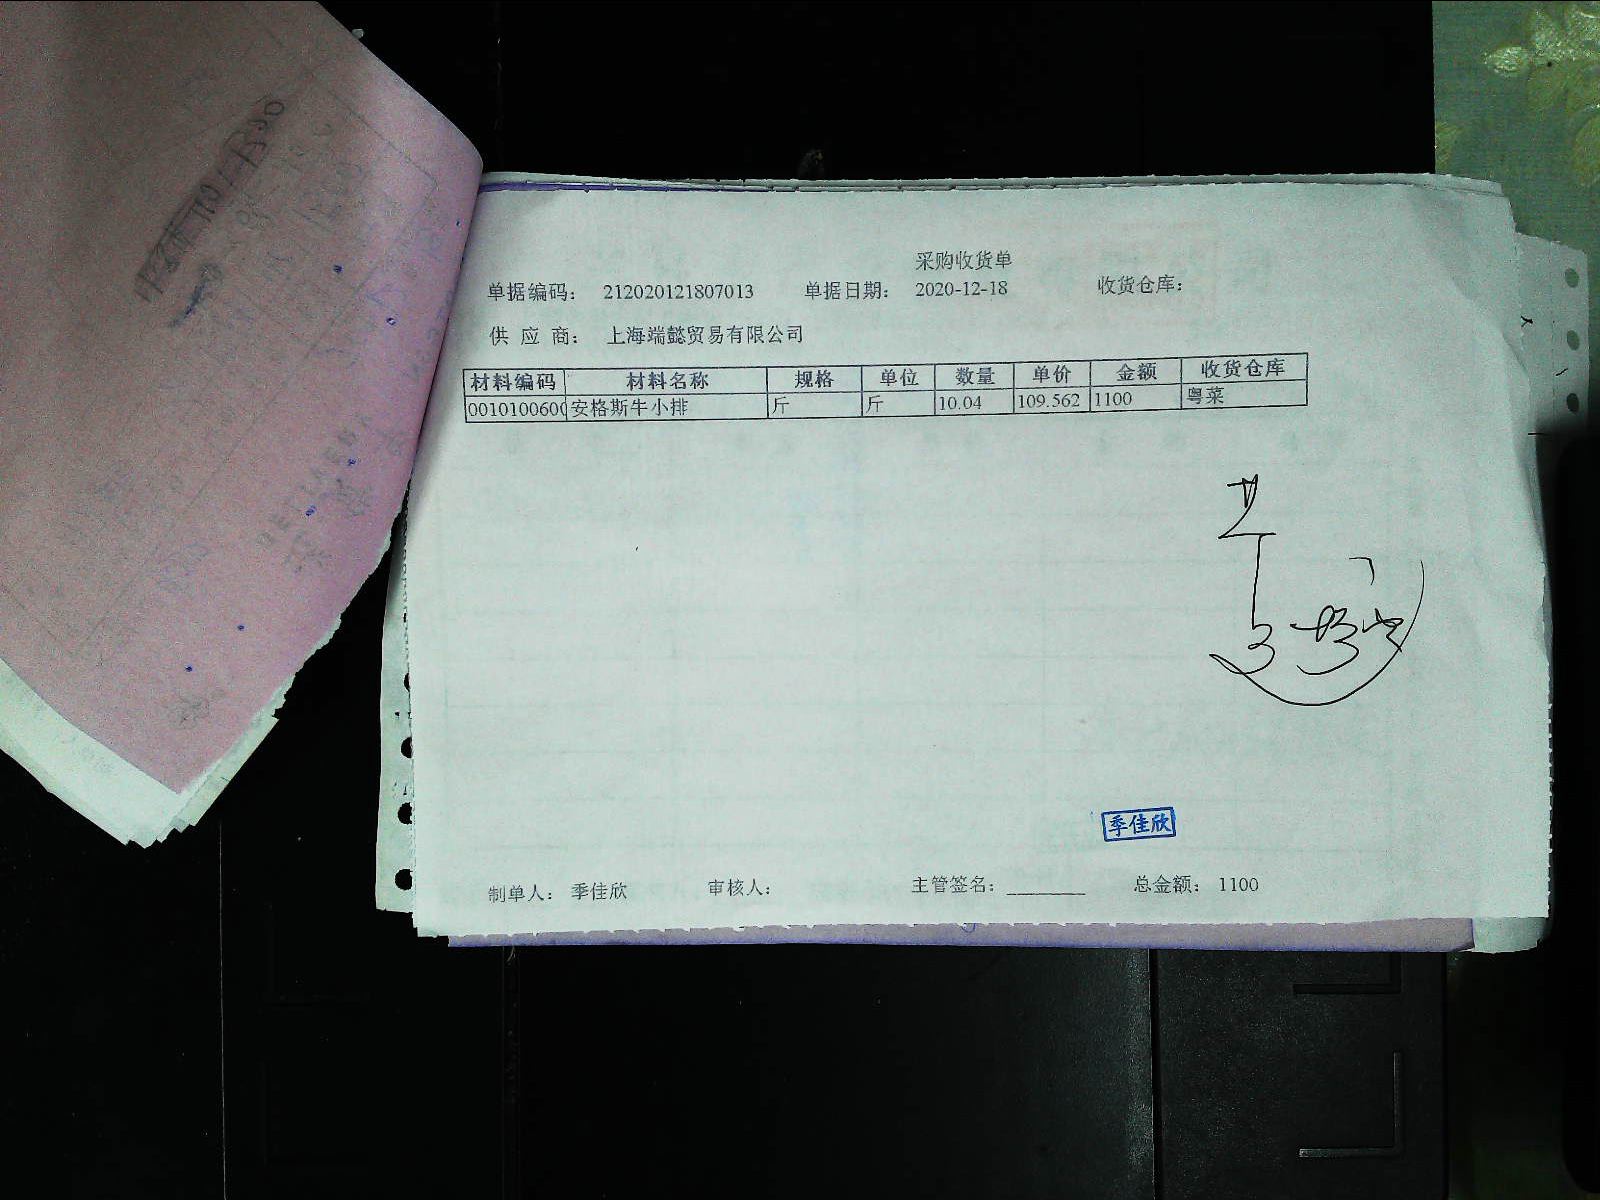 采购收货单
单据编码: 212020121807013 单据日期: 2020-12-18 收货仓库:
供 应 商: 上海端懿贸易有限公司
材料编码 材料名称 规格 单位 数量 单价 金额 收货仓库
0010100600 安格斯牛小排 斤 斤 10.04 109.562 1100 粤菜
季佳欣
制单人: 季佳欣 审核人: 主管签名: ________ 总金额: 1100